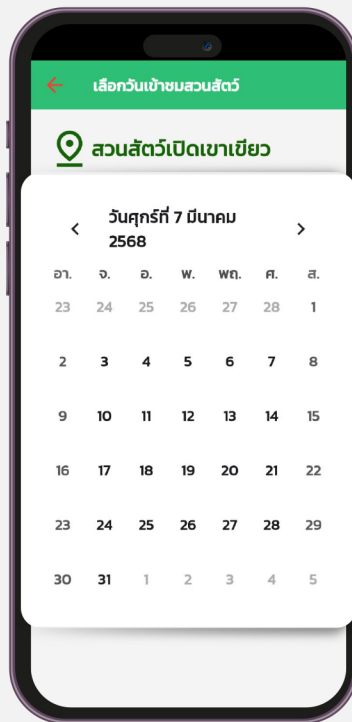 เลือกวันเข้าชมสวนสัตว์
สวนสัตว์เปิดเขาเขียว
วันศุกร์ที่ 7 มีนาคม
2568
อา. จ. อ. พ. พฤ. ศ. ส.
23 24 25 26 27 28 1
2 3 4 5 6 7 8
9 10 11 12 13 14 15
16 17 18 19 20 21 22
23 24 25 26 27 28 29
30 31 1 2 3 4 5